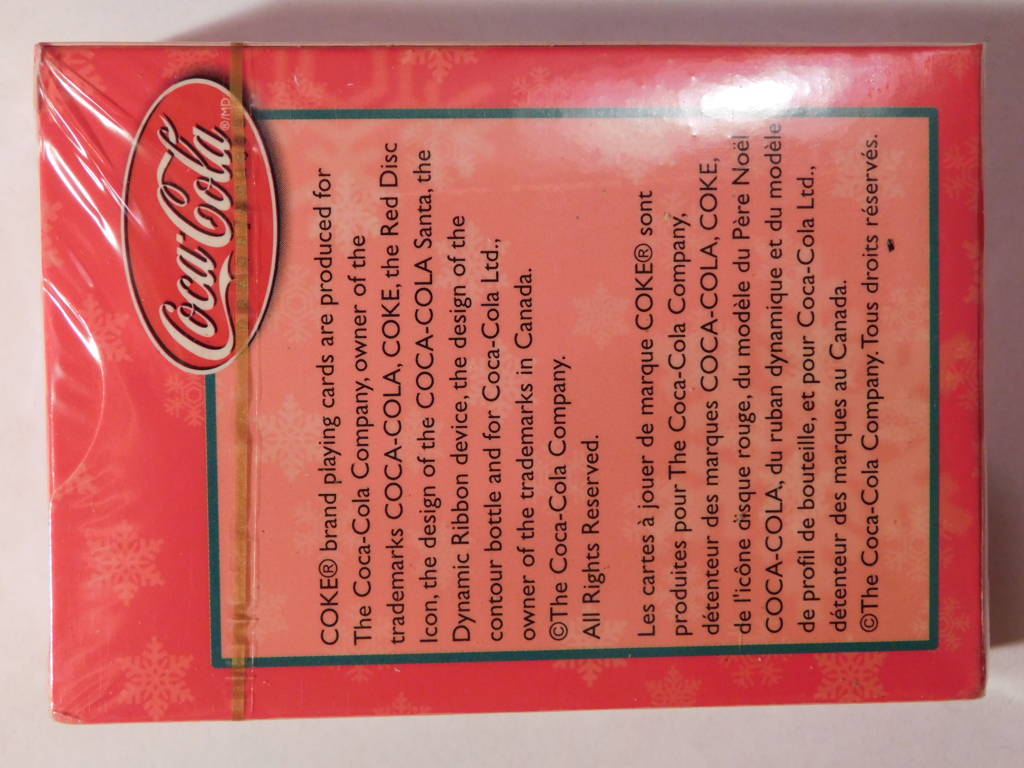 Coca-Cola
®/MD
COKE® brand playing cards are produced for
The Coca-Cola Company, owner of the
trademarks COCA-COLA, COKE, the Red Disc
Icon, the design of the COCA-COLA Santa, the
Dynamic Ribbon device, the design of the
contour bottle and for Coca-Cola Ltd.,
owner of the trademarks in Canada.
©The Coca-Cola Company.
All Rights Reserved.
Les cartes à jouer de marque COKE® sont
produites pour The Coca-Cola Company,
détenteur des marques COCA-COLA, COKE,
de l'icône disque rouge, du modèle du Père Noël
COCA-COLA, du ruban dynamique et du modèle
de profil de bouteille, et pour Coca-Cola Ltd.,
détenteur des marques au Canada.
©The Coca-Cola Company. Tous droits réservés.